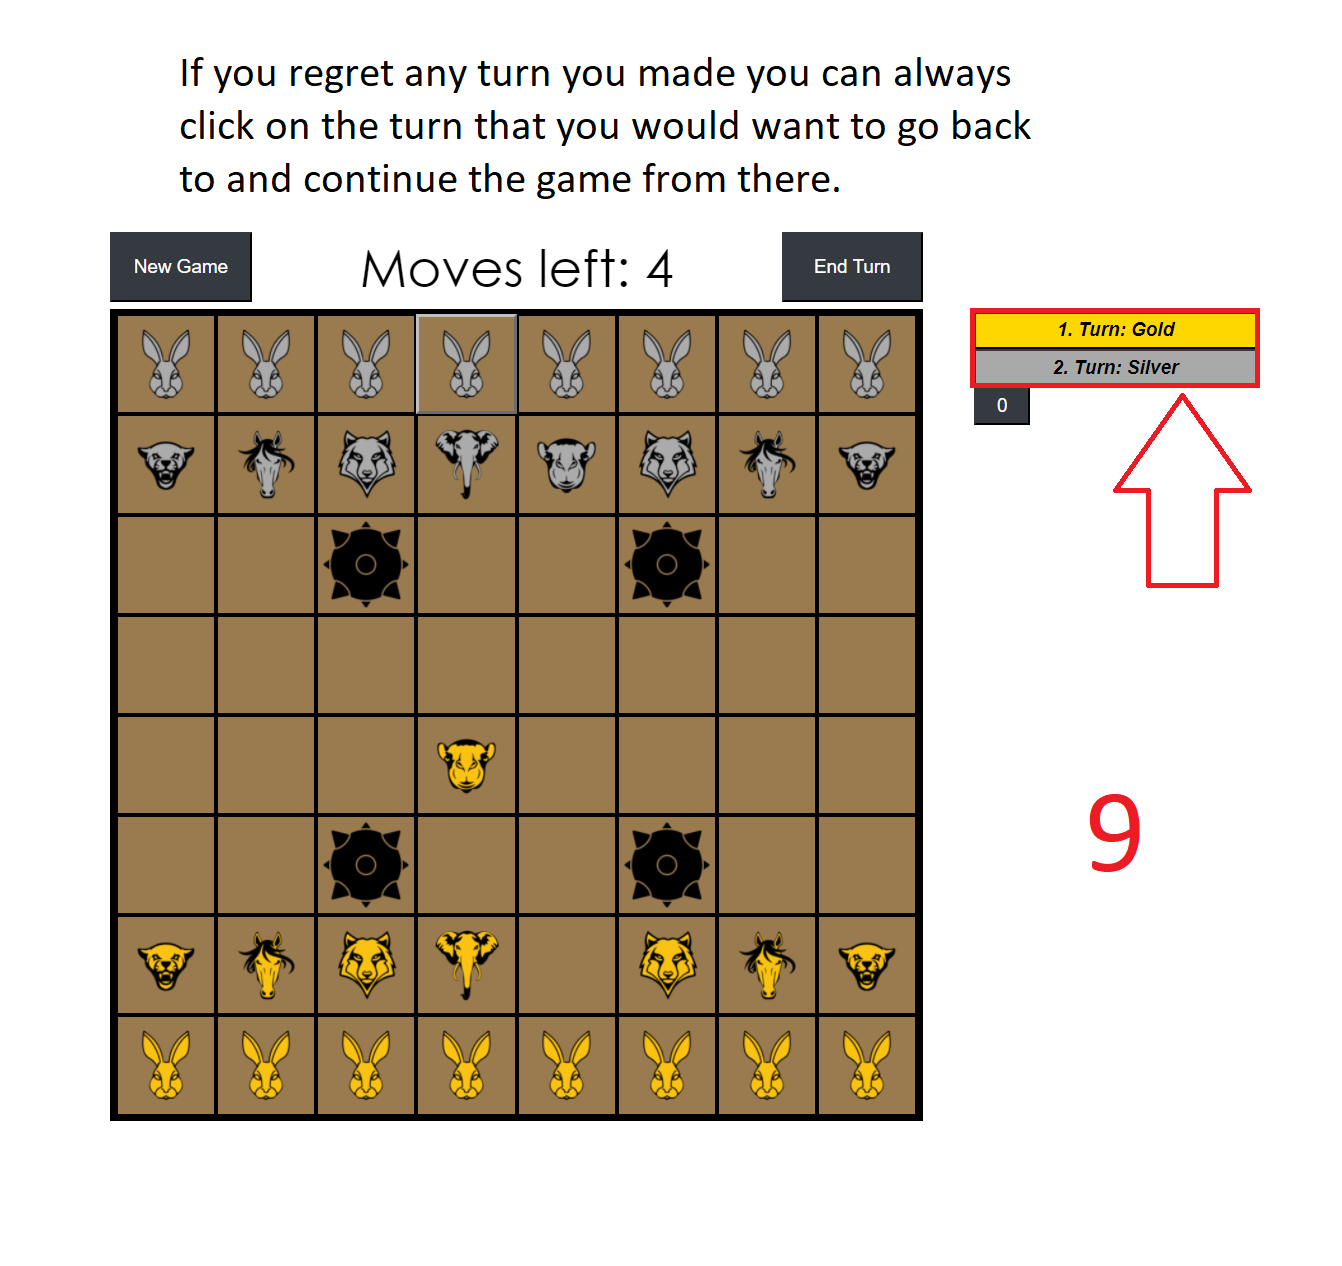 If you regret any turn you made you can always
click on the turn that you would want to go back
to and continue the game from there.
New Game
Moves left: 4
End Turn
1. Turn: Gold
2. Turn: Silver
0
9